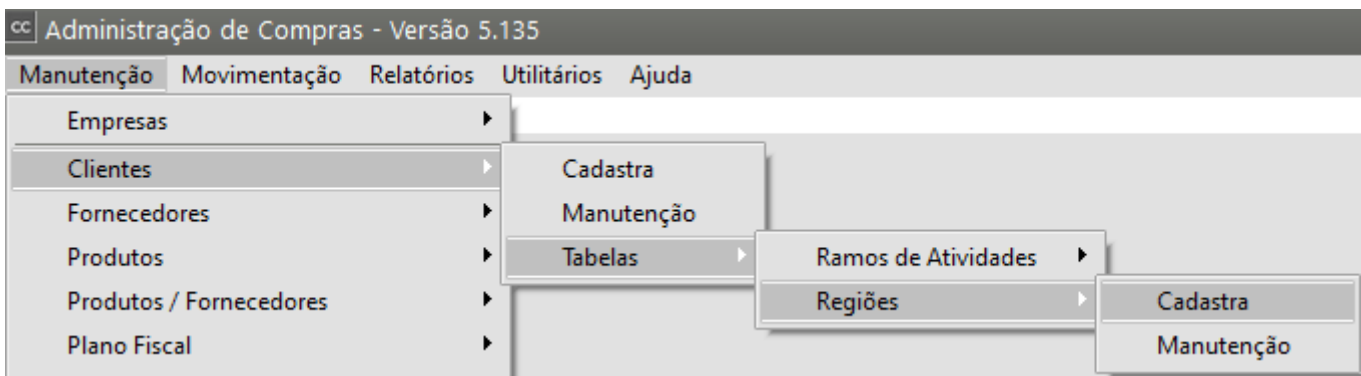 cc Administração de Compras - Versão 5.135
Manutenção Movimentação Relatórios Utilitários Ajuda
Empresas
Clientes
Fornecedores
Produtos
Produtos / Fornecedores
Plano Fiscal
Cadastra
Manutenção
Tabelas
Ramos de Atividades
Regiões
Cadastra
Manutenção